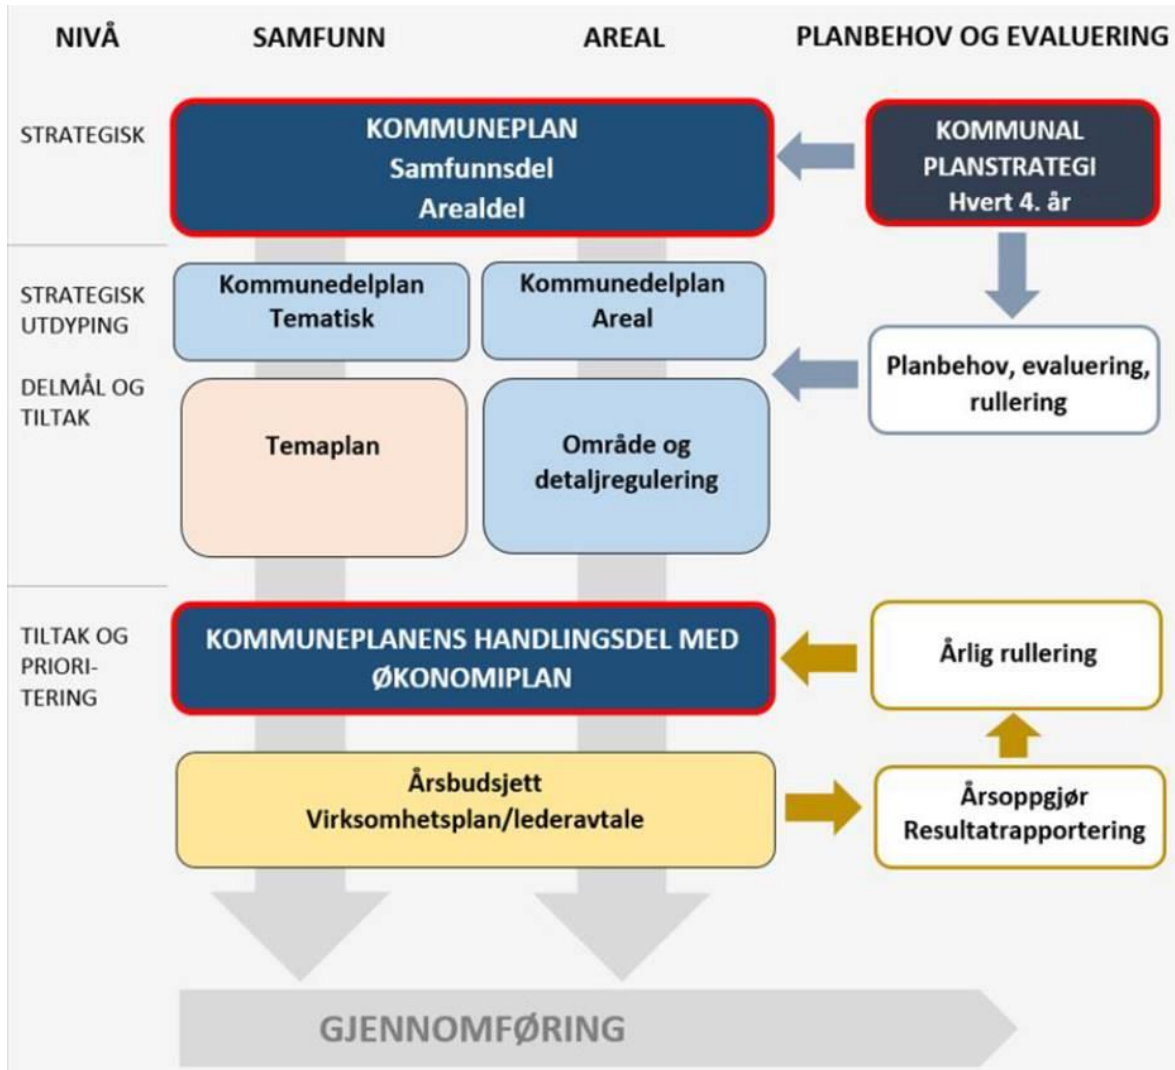 NIVÅ
SAMFUNN
AREAL
PLANBEHOV OG EVALUERING
STRATEGISK
KOMMUNEPLAN
Samfunnsdel
Arealdel
KOMMUNAL
PLANSTRATEGI
Hvert 4. år
STRATEGISK
UTDYPING
Kommunedelplan
Tematisk
Kommunedelplan
Areal
Planbehov, evaluering,
rullering
DELMÅL OG
TILTAK
Temaplan
Område og
detaljregulering
TILTAK OG
PRIORI-
TERING
KOMMUNEPLANENS HANDLINGSDEL MED
ØKONOMIPLAN
Årlig rullering
Årsbudsjett
Virksomhetsplan/lederavtale
Årsoppgjør
Resultatrapportering
GJENNOMFØRING